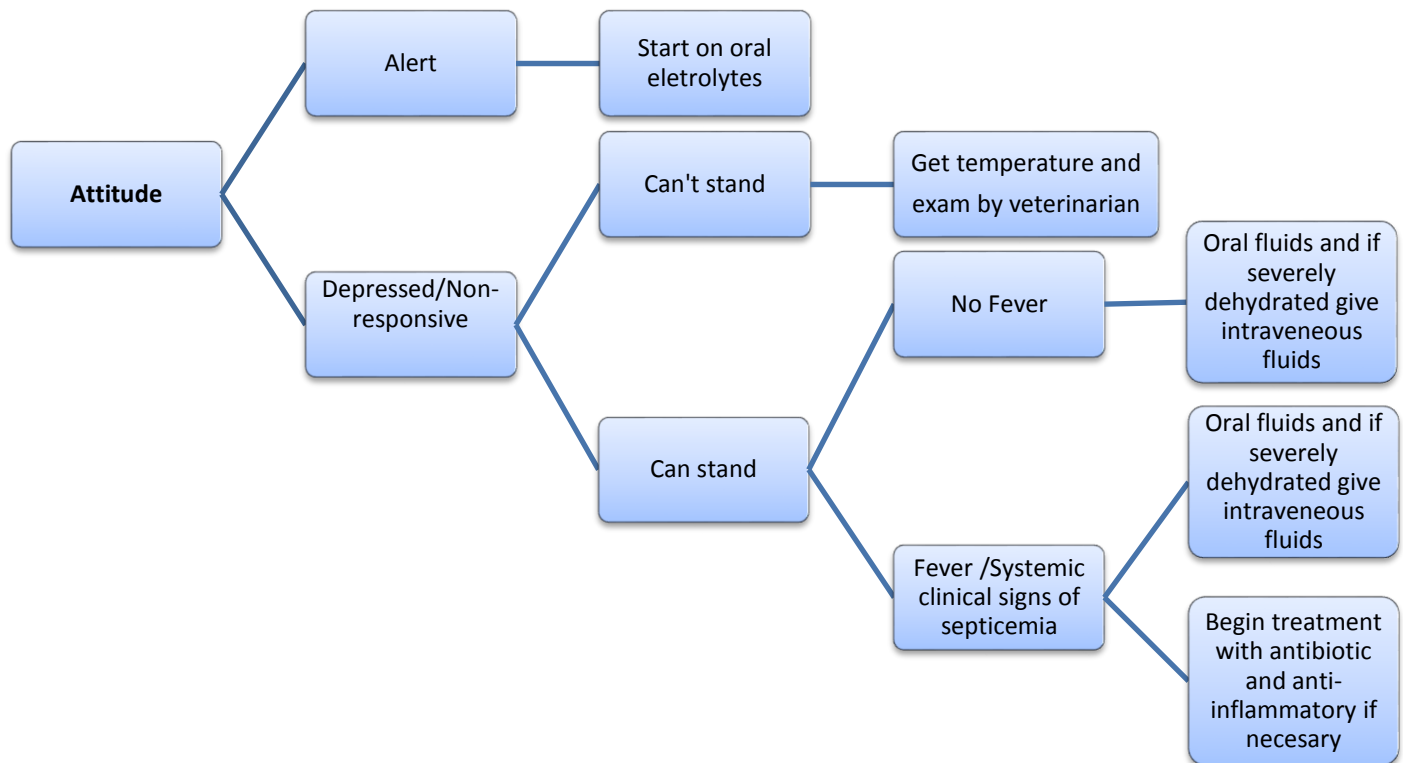 Attitude
Alert
Start on oral
eletrolytes
Depressed/Non-
responsive
Can't stand
Get temperature and
exam by veterinarian
Can stand
No Fever
Oral fluids and if
severely
dehydrated give
intraveneous
fluids
Fever /Systemic
clinical signs of
septicemia
Oral fluids and if
severely
dehydrated give
intraveneous
fluids
Begin treatment
with antibiotic
and anti-
inflammatory if
necesary